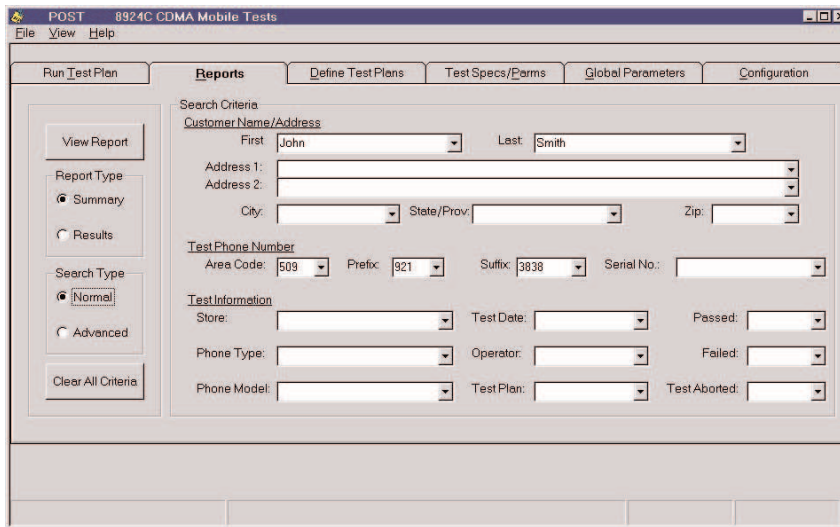 POST 8924C CDMA Mobile Tests
File View Help
Run Test Plan Reports Define Test Plans Test Specs/Parms Global Parameters Configuration
View Report
Report Type
Summary
Results
Search Type
Normal
Advanced
Clear All Criteria
Search Criteria
Customer Name/Address
First John Last: Smith
Address 1:
Address 2:
City: State/Prov: Zip:
Test Phone Number
Area Code: 509 Prefix: 921 Suffix: 3838 Serial No.:
Test Information
Store: Test Date: Passed:
Phone Type: Operator: Failed:
Phone Model: Test Plan: Test Aborted: